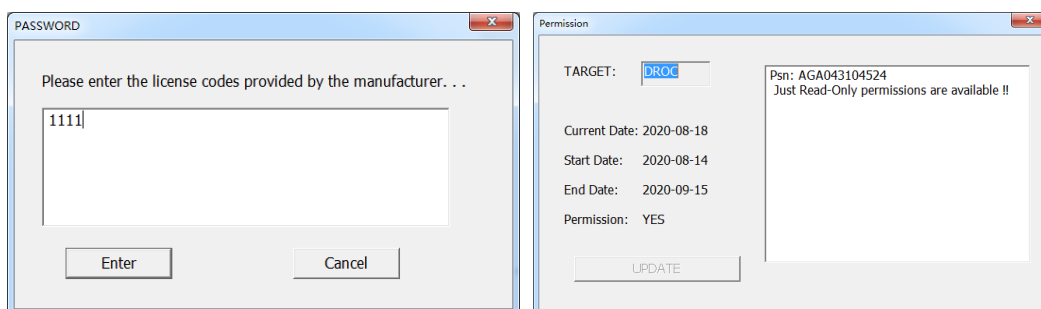 PASSWORD
Please enter the license codes provided by the manufacturer. . .
1111
Enter
Cancel
Permission
TARGET: DROC
Psn: AGA043104524
Just Read-Only permissions are available !!
Current Date: 2020-08-18
Start Date: 2020-08-14
End Date: 2020-09-15
Permission: YES
UPDATE